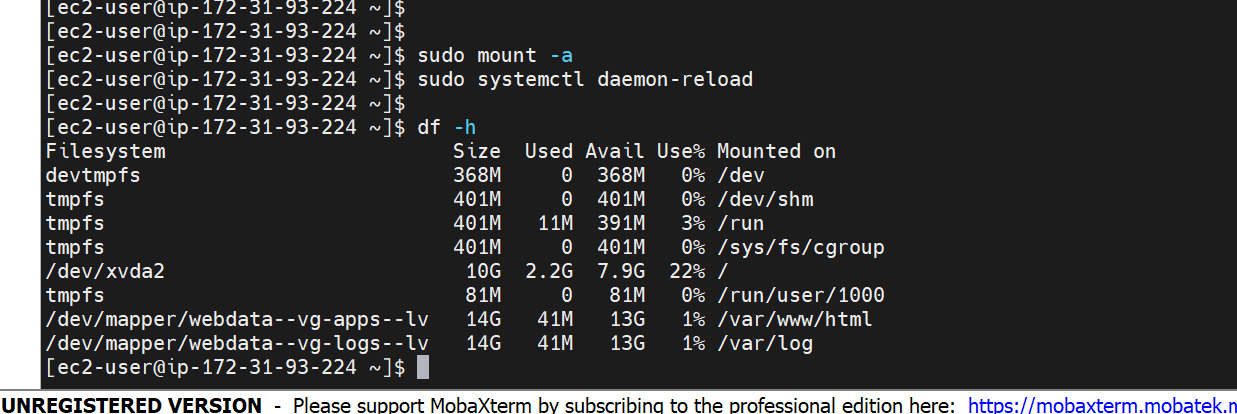 [ec2-user@ip-172-31-93-224 ~]$
[ec2-user@ip-172-31-93-224 ~]$
[ec2-user@ip-172-31-93-224 ~]$ sudo mount -a
[ec2-user@ip-172-31-93-224 ~]$ sudo systemctl daemon-reload
[ec2-user@ip-172-31-93-224 ~]$
[ec2-user@ip-172-31-93-224 ~]$ df -h
Filesystem                        Size  Used Avail Use% Mounted on
devtmpfs                          368M     0  368M   0% /dev
tmpfs                             401M     0  401M   0% /dev/shm
tmpfs                             401M   11M  391M   3% /run
tmpfs                             401M     0  401M   0% /sys/fs/cgroup
/dev/xvda2                         10G  2.2G  7.9G  22% /
tmpfs                              81M     0   81M   0% /run/user/1000
/dev/mapper/webdata--vg-apps--lv   14G   41M   13G   1% /var/www/html
/dev/mapper/webdata--vg-logs--lv   14G   41M   13G   1% /var/log
[ec2-user@ip-172-31-93-224 ~]$
UNREGISTERED VERSION - Please support MobaXterm by subscribing to the professional edition here: https://mobaxterm.mobatek.n